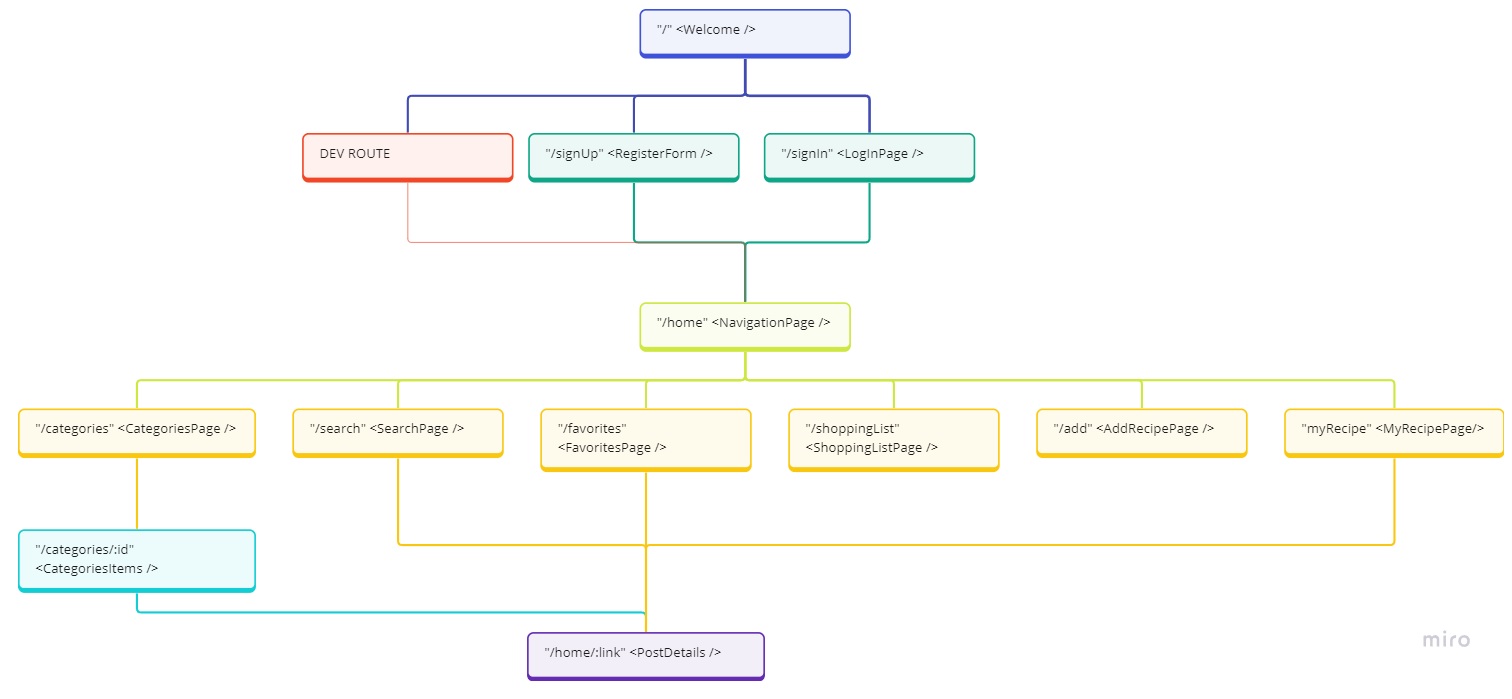 "/" <Welcome />
DEV ROUTE
"/signUp" <RegisterForm />
"/signIn" <LogInPage />
"/home" <NavigationPage />
"/categories" <CategoriesPage />
"/search" <SearchPage />
"/favorites"
<FavoritesPage />
"/shoppingList"
<ShoppingListPage />
"/add" <AddRecipePage />
"myRecipe" <MyRecipePage/>
"/categories/:id"
<CategoriesItems />
"/home/:link" <PostDetails />
miro